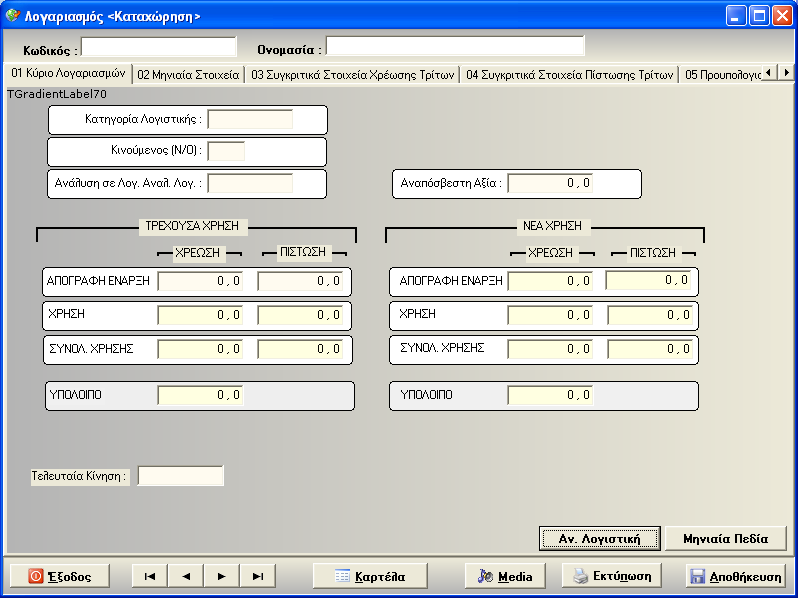 Λογαριασμός <Καταχώρηση>
Κωδικός : Ονομασία :
01 Κύριο Λογαριασμών 02 Μηνιαία Στοιχεία 03 Συγκριτικά Στοιχεία Χρέωσης Τρίτων 04 Συγκριτικά Στοιχεία Πίστωσης Τρίτων 05 Προυπολογισ
TGradientLabel70
Κατηγορία Λογιστικής :
Κινούμενος (Ν/Ο) :
Ανάλυση σε Λογ. Αναλ. Λογ. : Αναπόσβεστη Αξία : 0,0
ΤΡΕΧΟΥΣΑ ΧΡΗΣΗ ΝΕΑ ΧΡΗΣΗ
ΧΡΕΩΣΗ ΠΙΣΤΩΣΗ ΧΡΕΩΣΗ ΠΙΣΤΩΣΗ
ΑΠΟΓΡΑΦΗ ΕΝΑΡΞΗ 0,0 0,0 ΑΠΟΓΡΑΦΗ ΕΝΑΡΞΗ 0,0 0,0
ΧΡΗΣΗ 0,0 0,0 ΧΡΗΣΗ 0,0 0,0
ΣΥΝΟΛ. ΧΡΗΣΗΣ 0,0 0,0 ΣΥΝΟΛ. ΧΡΗΣΗΣ 0,0 0,0
ΥΠΟΛΟΙΠΟ 0,0 ΥΠΟΛΟΙΠΟ 0,0
Τελευταία Κίνηση :
Αν. Λογιστική Μηνιαία Πεδία
Έξοδος Καρτέλα Media Εκτύπωση Αποθήκευση